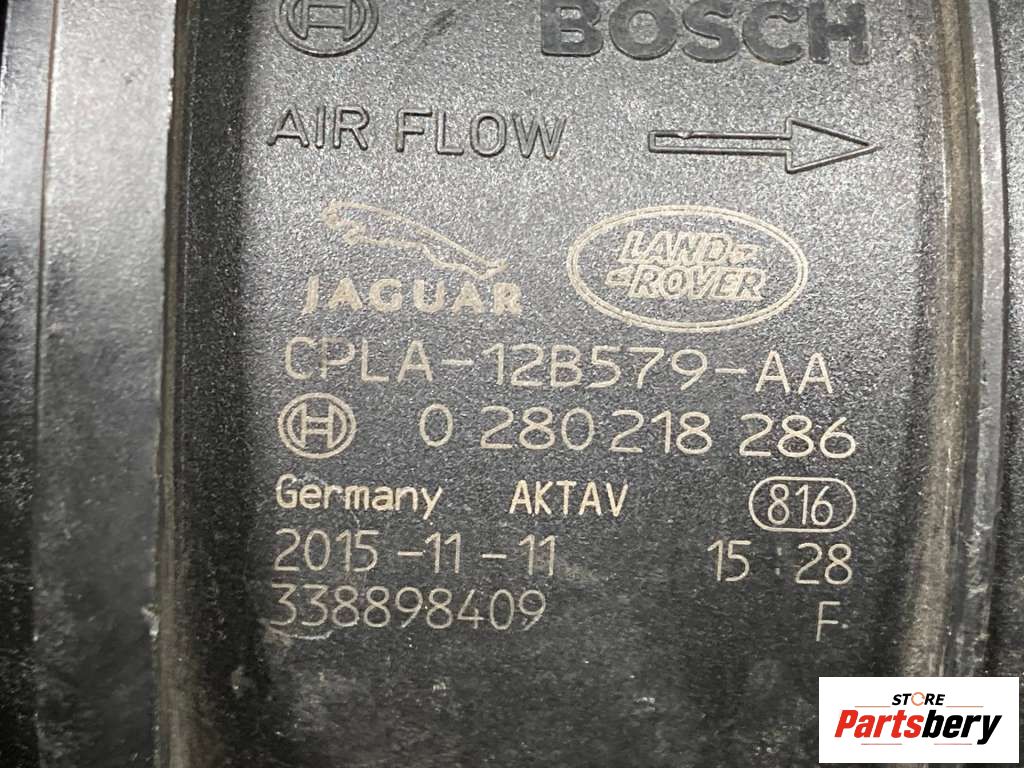 BOSCH
AIR FLOW
JAGUAR
LAND ROVER
CPLA-12B579-AA
0 280 218 286
Germany AKTAV 816
2015-11-11 15 28
338898409 F
STORE
Partsbery